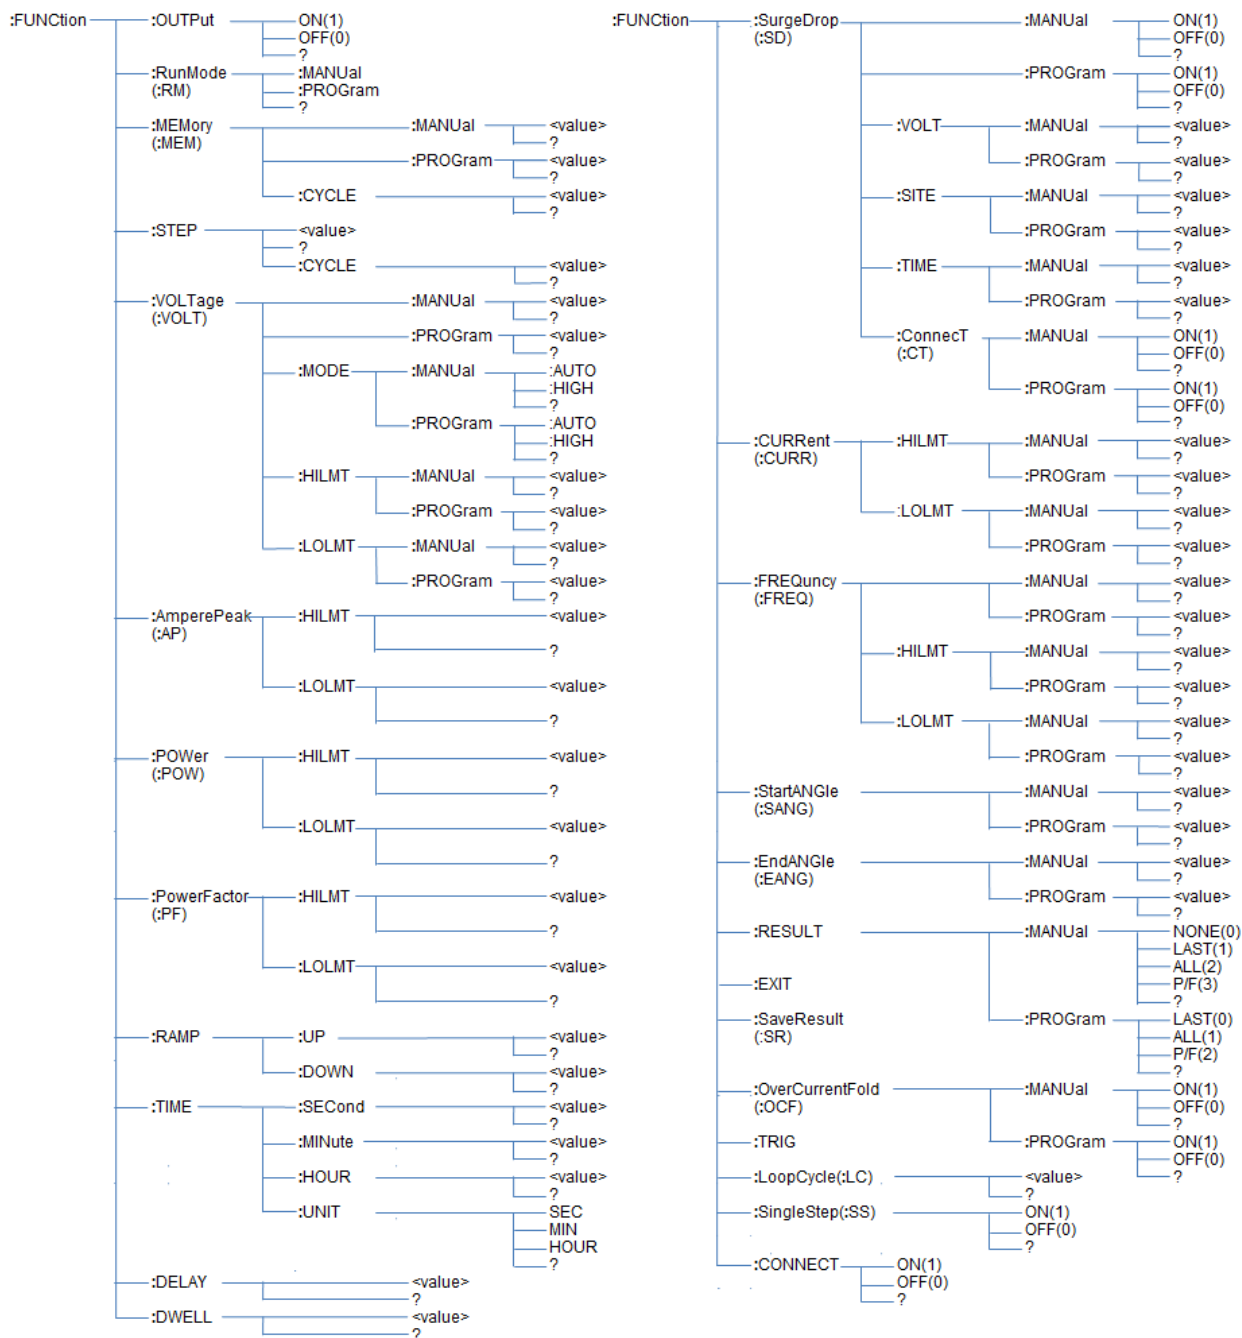 :FUNCtion :OUTPut ON(1)
OFF(0)
?
:RunMode :MANUal
(:RM) :PROGram
?
:MEMory :MANUal <value>
(:MEM) ?
:PROGram <value>
?
:CYCLE <value>
?
:STEP <value>
?
:CYCLE <value>
?
:VOLTage :MANUal <value>
(:VOLT) ?
:PROGram <value>
?
:MODE :MANUal :AUTO
:HIGH
?
:PROGram :AUTO
:HIGH
?
:HILMT :MANUal <value>
?
:PROGram <value>
?
:LOLMT :MANUal <value>
?
:PROGram <value>
?
:AmperePeak :HILMT <value>
(:AP)
?
:LOLMT <value>
?
:POWer :HILMT <value>
(:POW)
?
:LOLMT <value>
?
:PowerFactor :HILMT <value>
(:PF)
?
:LOLMT <value>
?
:RAMP :UP <value>
?
:DOWN <value>
?
:TIME :SECond <value>
?
:MINute <value>
?
:HOUR <value>
?
:UNIT SEC
MIN
HOUR
?
:DELAY <value>
?
:DWELL <value>
?
:FUNCtion :SurgeDrop :MANUal ON(1)
(:SD) OFF(0)
?
:PROGram ON(1)
OFF(0)
?
:VOLT :MANUal <value>
?
:PROGram <value>
?
:SITE :MANUal <value>
?
:PROGram <value>
?
:TIME :MANUal <value>
?
:PROGram <value>
?
:ConnecT :MANUal ON(1)
(:CT) OFF(0)
?
:PROGram ON(1)
OFF(0)
?
:CURRent :HILMT :MANUal <value>
(:CURR) ?
:PROGram <value>
?
:LOLMT :MANUal <value>
?
:PROGram <value>
?
:FREQuncy :MANUal <value>
(:FREQ) ?
:PROGram <value>
?
:HILMT :MANUal <value>
?
:PROGram <value>
?
:LOLMT :MANUal <value>
?
:PROGram <value>
?
:StartANGle :MANUal <value>
(:SANG) ?
:PROGram <value>
?
:EndANGle :MANUal <value>
(:EANG) ?
:PROGram <value>
?
:RESULT :MANUal NONE(0)
LAST(1)
ALL(2)
:EXIT P/F(3)
?
:SaveResult :PROGram LAST(0)
(:SR) ALL(1)
P/F(2)
?
:OverCurrentFold :MANUal ON(1)
(:OCF) OFF(0)
?
:TRIG :PROGram ON(1)
OFF(0)
?
:LoopCycle(:LC) <value>
?
:SingleStep(:SS) ON(1)
OFF(0)
?
:CONNECT ON(1)
OFF(0)
?